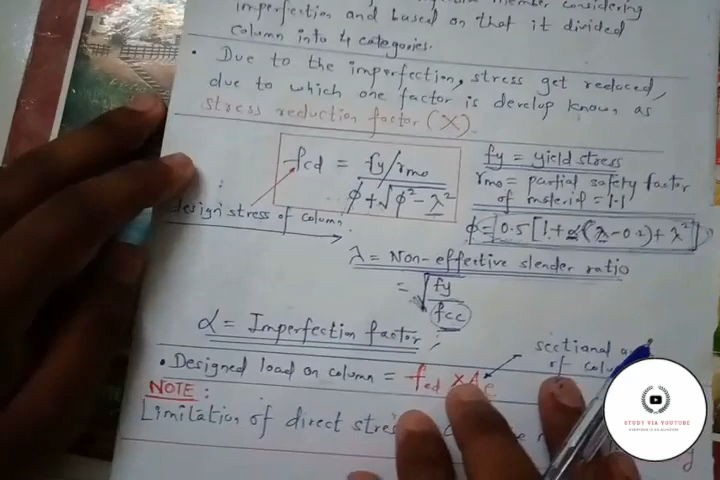 member considering
imperfection and based on that it divided
column into 4 categories.
• Due to the imperfection, stress get reduced,
due to which one factor is develop known as
stress reduction factor (X).
fcd = fy/rmo / ϕ + √ϕ² - λ²
fy = yield stress
rmo = partial safety factor
of material = 1.1
design stress of column.
ϕ = 0.5[1+α(λ-0.2)+λ²]
λ = Non-effective slender ratio
= √fy/fcc
α = Imperfection factor;
sectional
of
• Designed load on column = fcd × Ae
NOTE:
Limitation of direct
STUDY VIA YOUTUBE